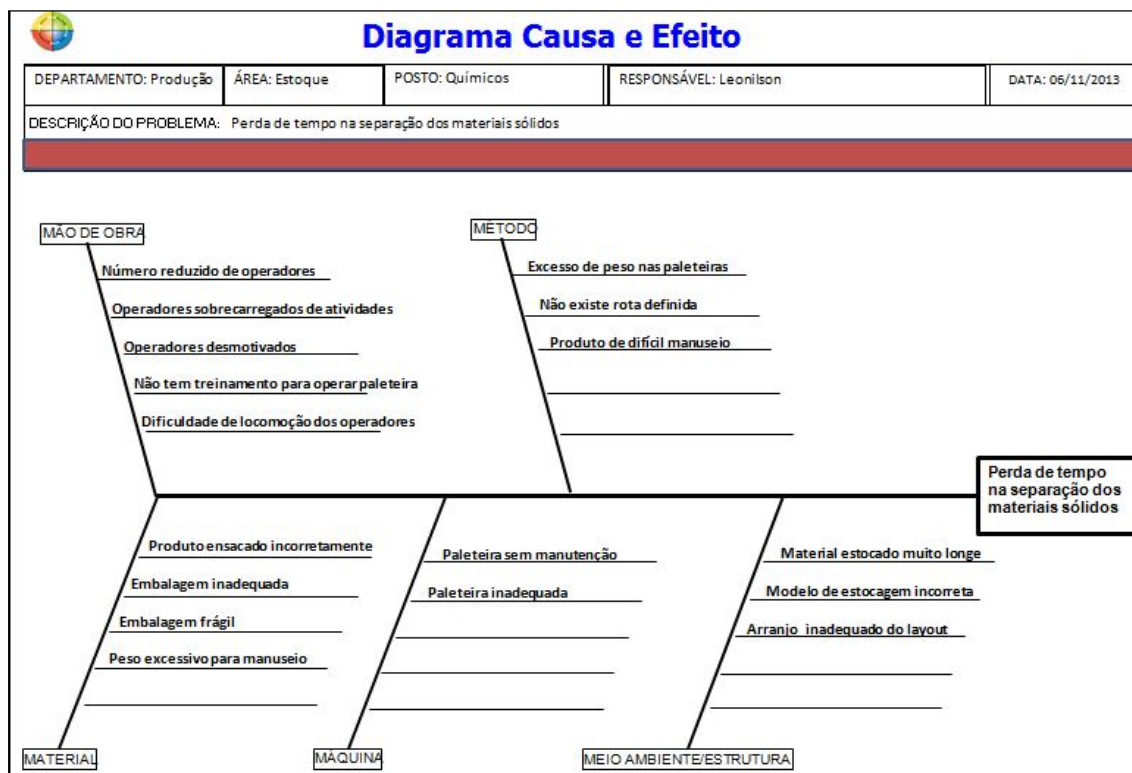 Diagrama Causa e Efeito
DEPARTAMENTO: Produção ÁREA: Estoque POSTO: Químicos RESPONSÁVEL: Leonilson DATA: 06/11/2013
DESCRIÇÃO DO PROBLEMA: Perda de tempo na separação dos materiais sólidos
MÃO DE OBRA
Número reduzido de operadores
Operadores sobrecarregados de atividades
Operadores desmotivados
Não tem treinamento para operar paleteira
Dificuldade de locomoção dos operadores
MÉTODO
Excesso de peso nas paleteiras
Não existe rota definida
Produto de difícil manuseio
Perda de tempo
na separação dos
materiais sólidos
Produto ensacado incorretamente
Embalagem inadequada
Embalagem frágil
Peso excessivo para manuseio
MATERIAL
Paleteira sem manutenção
Paleteira inadequada
MÁQUINA
Material estocado muito longe
Modelo de estocagem incorreta
Arranjo inadequado do layout
MEIO AMBIENTE/ESTRUTURA